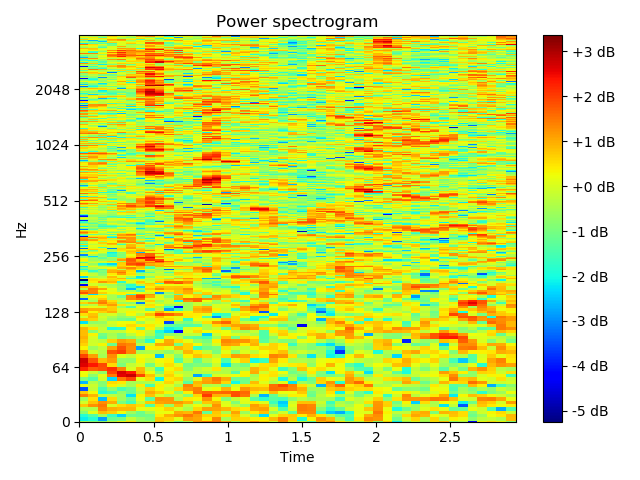 Power spectrogram
Hz
2048
1024
512
256
128
64
0
0 0.5 1 1.5 2 2.5
Time
+3 dB
+2 dB
+1 dB
+0 dB
-1 dB
-2 dB
-3 dB
-4 dB
-5 dB